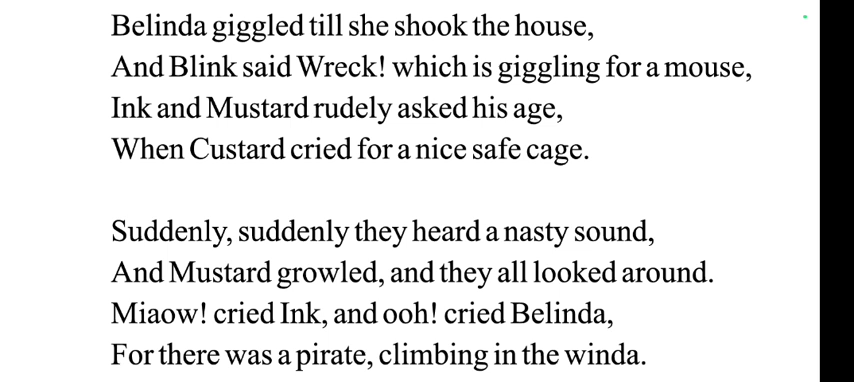 Belinda giggled till she shook the house,
And Blink said Wreck! which is giggling for a mouse,
Ink and Mustard rudely asked his age,
When Custard cried for a nice safe cage.

Suddenly, suddenly they heard a nasty sound,
And Mustard growled, and they all looked around.
Miaow! cried Ink, and ooh! cried Belinda,
For there was a pirate, climbing in the winda.